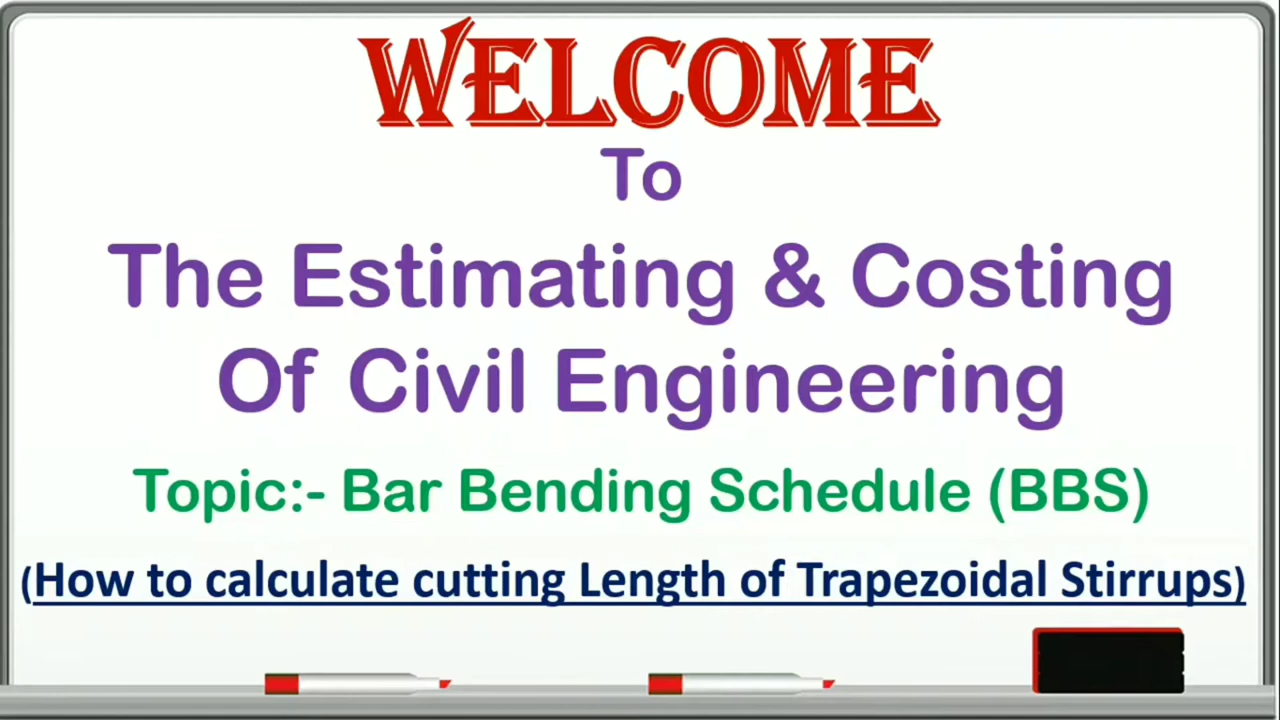 WELCOME
To
The Estimating & Costing
Of Civil Engineering
Topic:- Bar Bending Schedule (BBS)
(How to calculate cutting Length of Trapezoidal Stirrups)